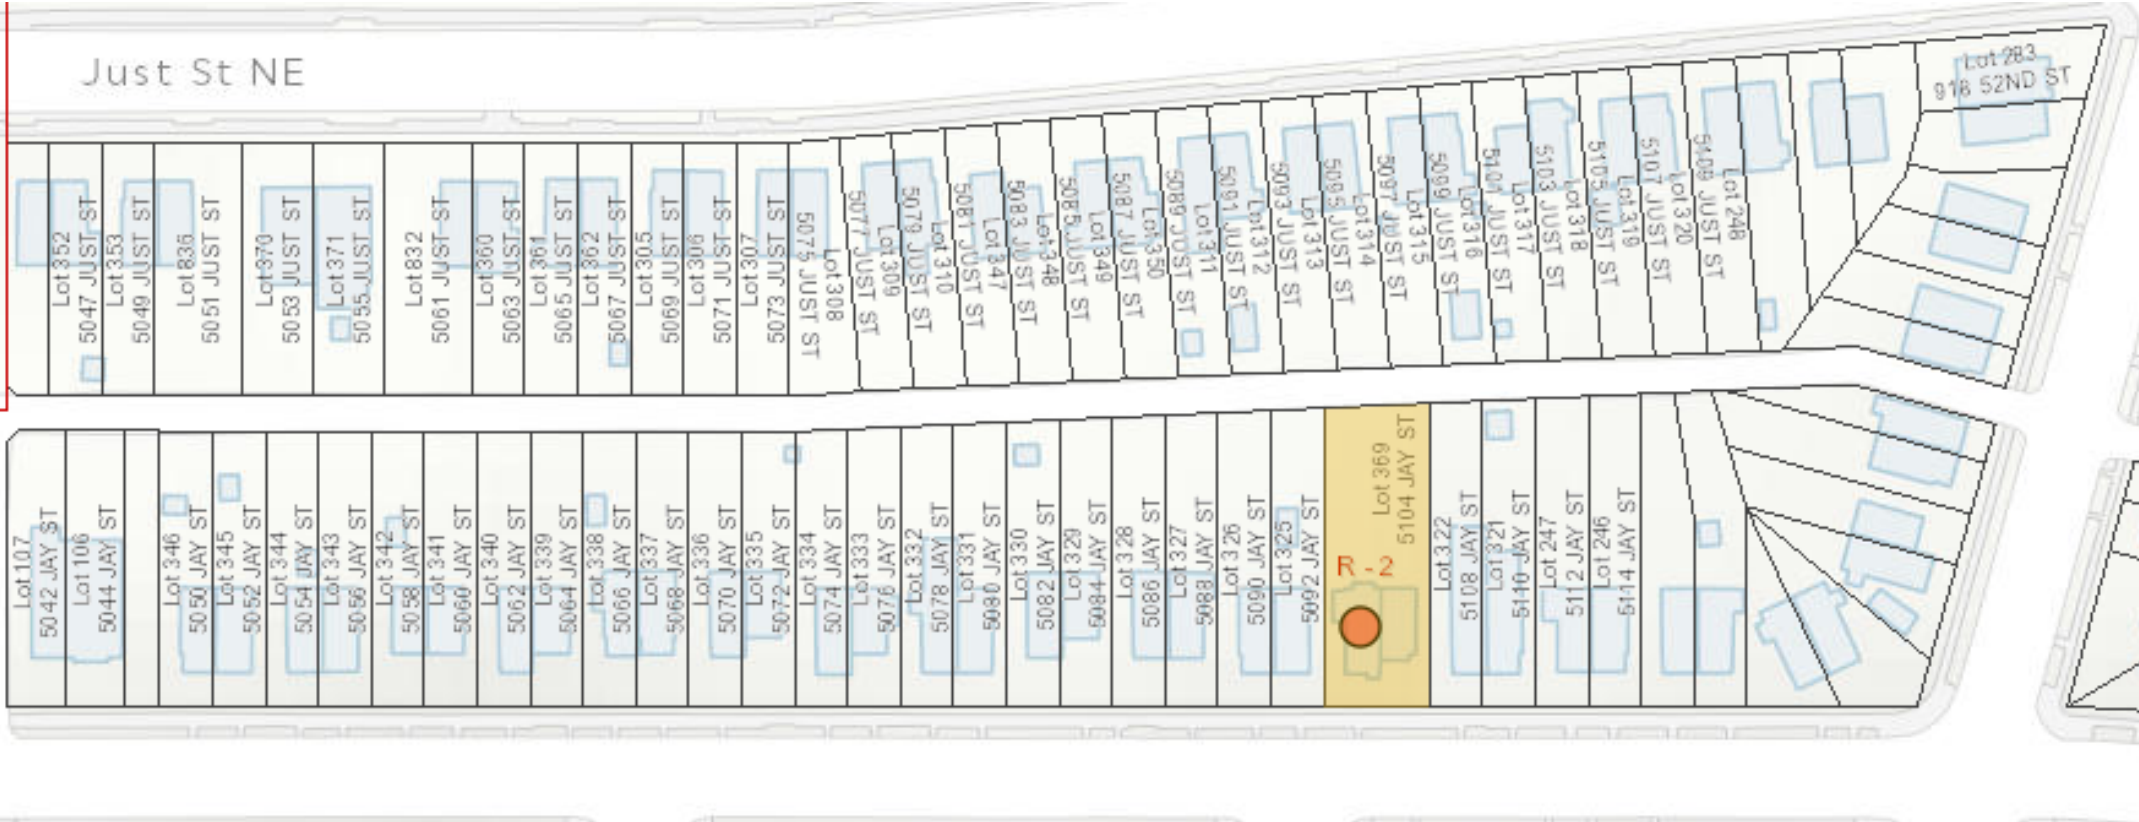 Just St NE
Lot 283
918 52ND ST
Lot 352
5047 JUST ST
Lot 353
5049 JUST ST
Lot 836
5051 JUST ST
Lot 370
5053 JUST ST
Lot 371
5055 JUST ST
Lot 832
5061 JUST ST
Lot 360
5063 JUST ST
Lot 361
5065 JUST ST
Lot 362
5067 JUST ST
Lot 305
5069 JUST ST
Lot 306
5071 JUST ST
Lot 307
5073 JUST ST
Lot 308
5075 JUST ST
Lot 309
5077 JUST ST
Lot 310
5079 JUST ST
Lot 347
5081 JUST ST
Lot 348
5083 JUST ST
Lot 349
5085 JUST ST
Lot 350
5087 JUST ST
Lot 311
5089 JUST ST
Lot 312
5091 JUST ST
Lot 313
5093 JUST ST
Lot 314
5095 JUST ST
Lot 315
5097 JUST ST
Lot 316
5099 JUST ST
Lot 317
5101 JUST ST
Lot 318
5103 JUST ST
Lot 319
5105 JUST ST
Lot 320
5107 JUST ST
Lot 248
5109 JUST ST
Lot 107
5042 JAY ST
Lot 106
5044 JAY ST
Lot 346
5050 JAY ST
Lot 345
5052 JAY ST
Lot 344
5054 JAY ST
Lot 343
5056 JAY ST
Lot 342
5058 JAY ST
Lot 341
5060 JAY ST
Lot 340
5062 JAY ST
Lot 339
5064 JAY ST
Lot 338
5066 JAY ST
Lot 337
5068 JAY ST
Lot 336
5070 JAY ST
Lot 335
5072 JAY ST
Lot 334
5074 JAY ST
Lot 333
5076 JAY ST
Lot 332
5078 JAY ST
Lot 331
5080 JAY ST
Lot 330
5082 JAY ST
Lot 329
5084 JAY ST
Lot 328
5086 JAY ST
Lot 327
5088 JAY ST
Lot 326
5090 JAY ST
Lot 325
5092 JAY ST
Lot 369
5104 JAY ST
R - 2
Lot 322
5108 JAY ST
Lot 321
5110 JAY ST
Lot 247
5112 JAY ST
Lot 246
5114 JAY ST